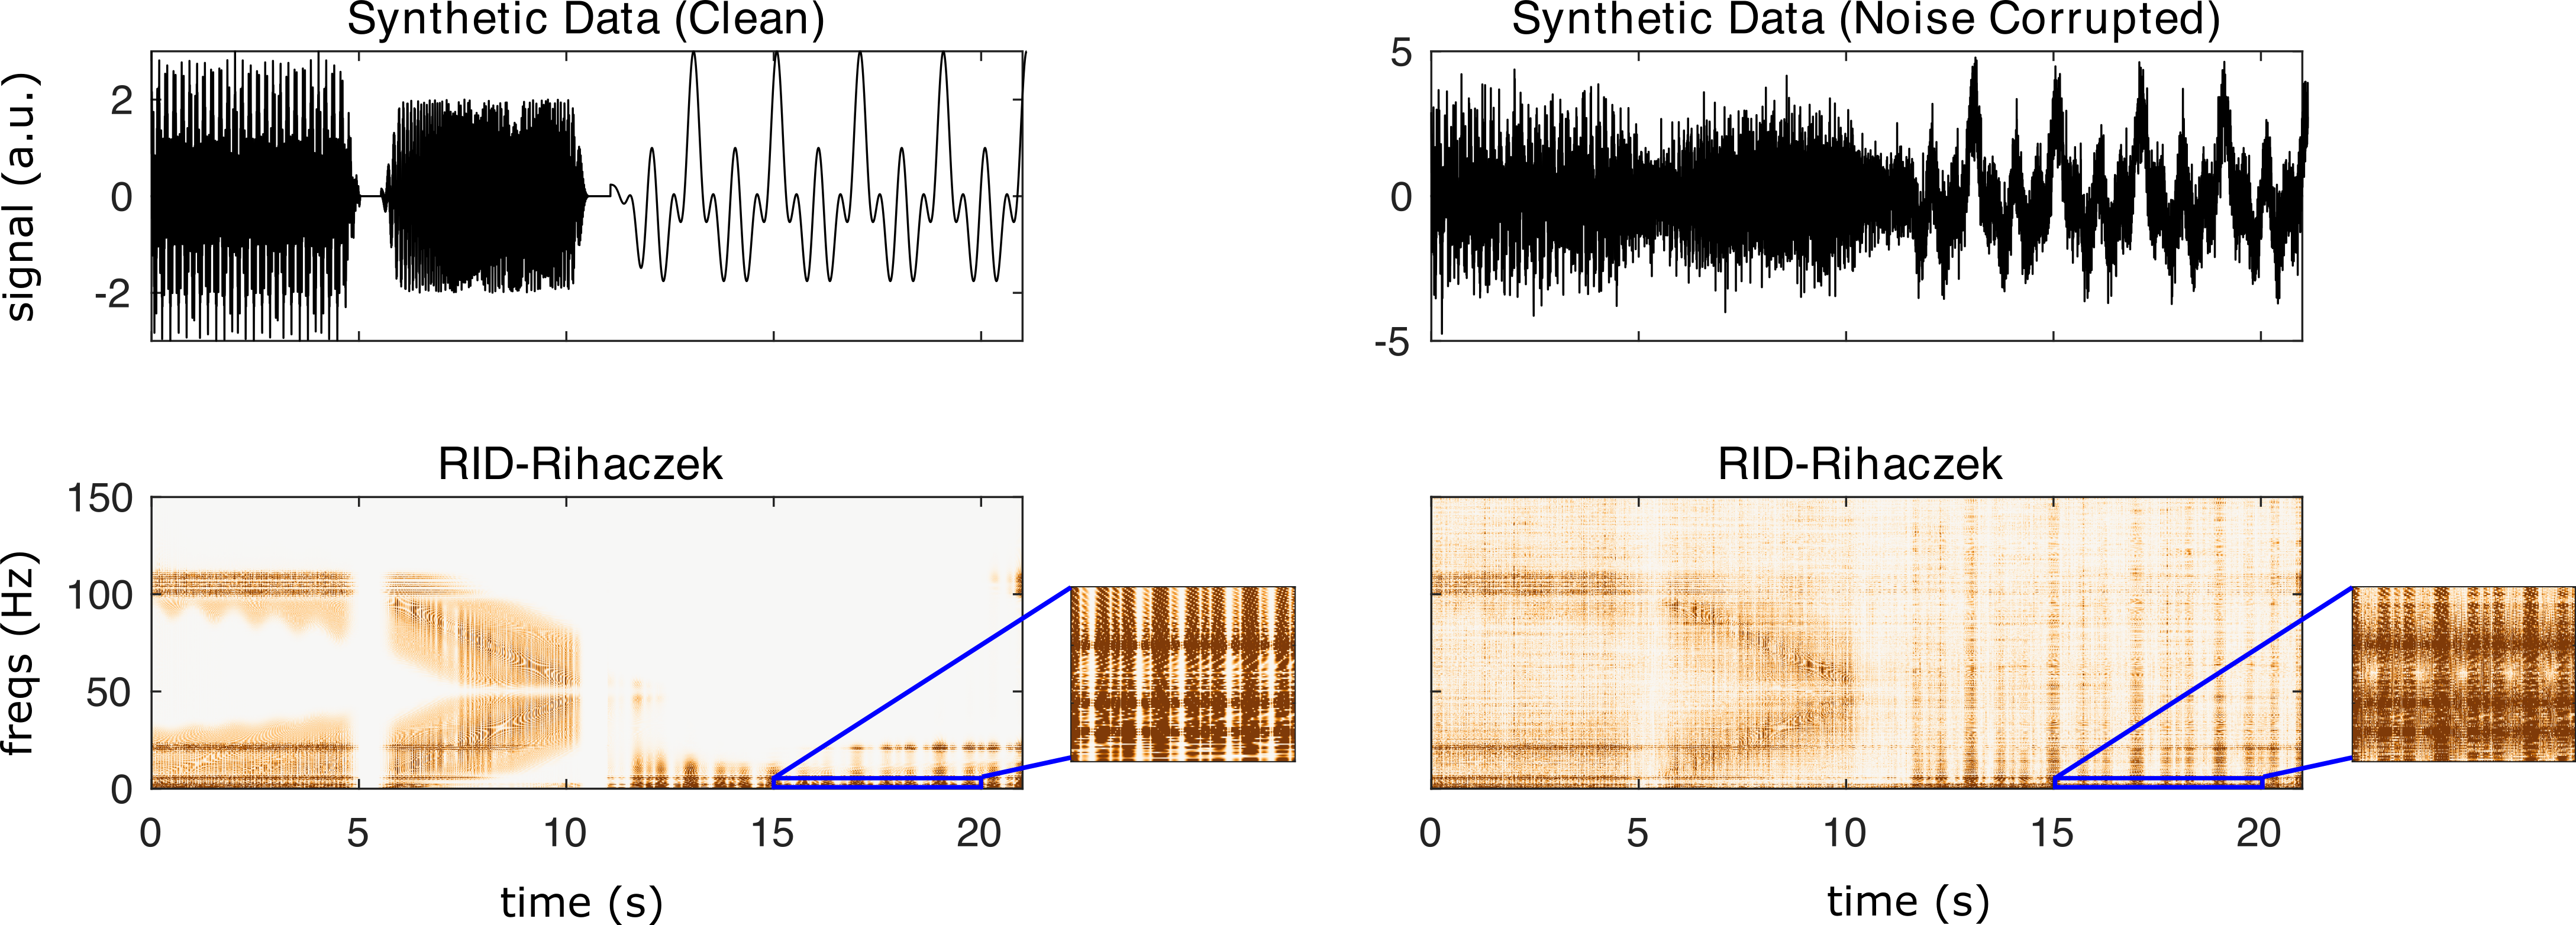 Synthetic Data (Clean)
Synthetic Data (Noise Corrupted)
signal (a.u.)
2
0
-2
5
0
-5
RID-Rihaczek
RID-Rihaczek
freqs (Hz)
150
100
50
0
0 5 10 15 20
0 5 10 15 20
time (s)
time (s)